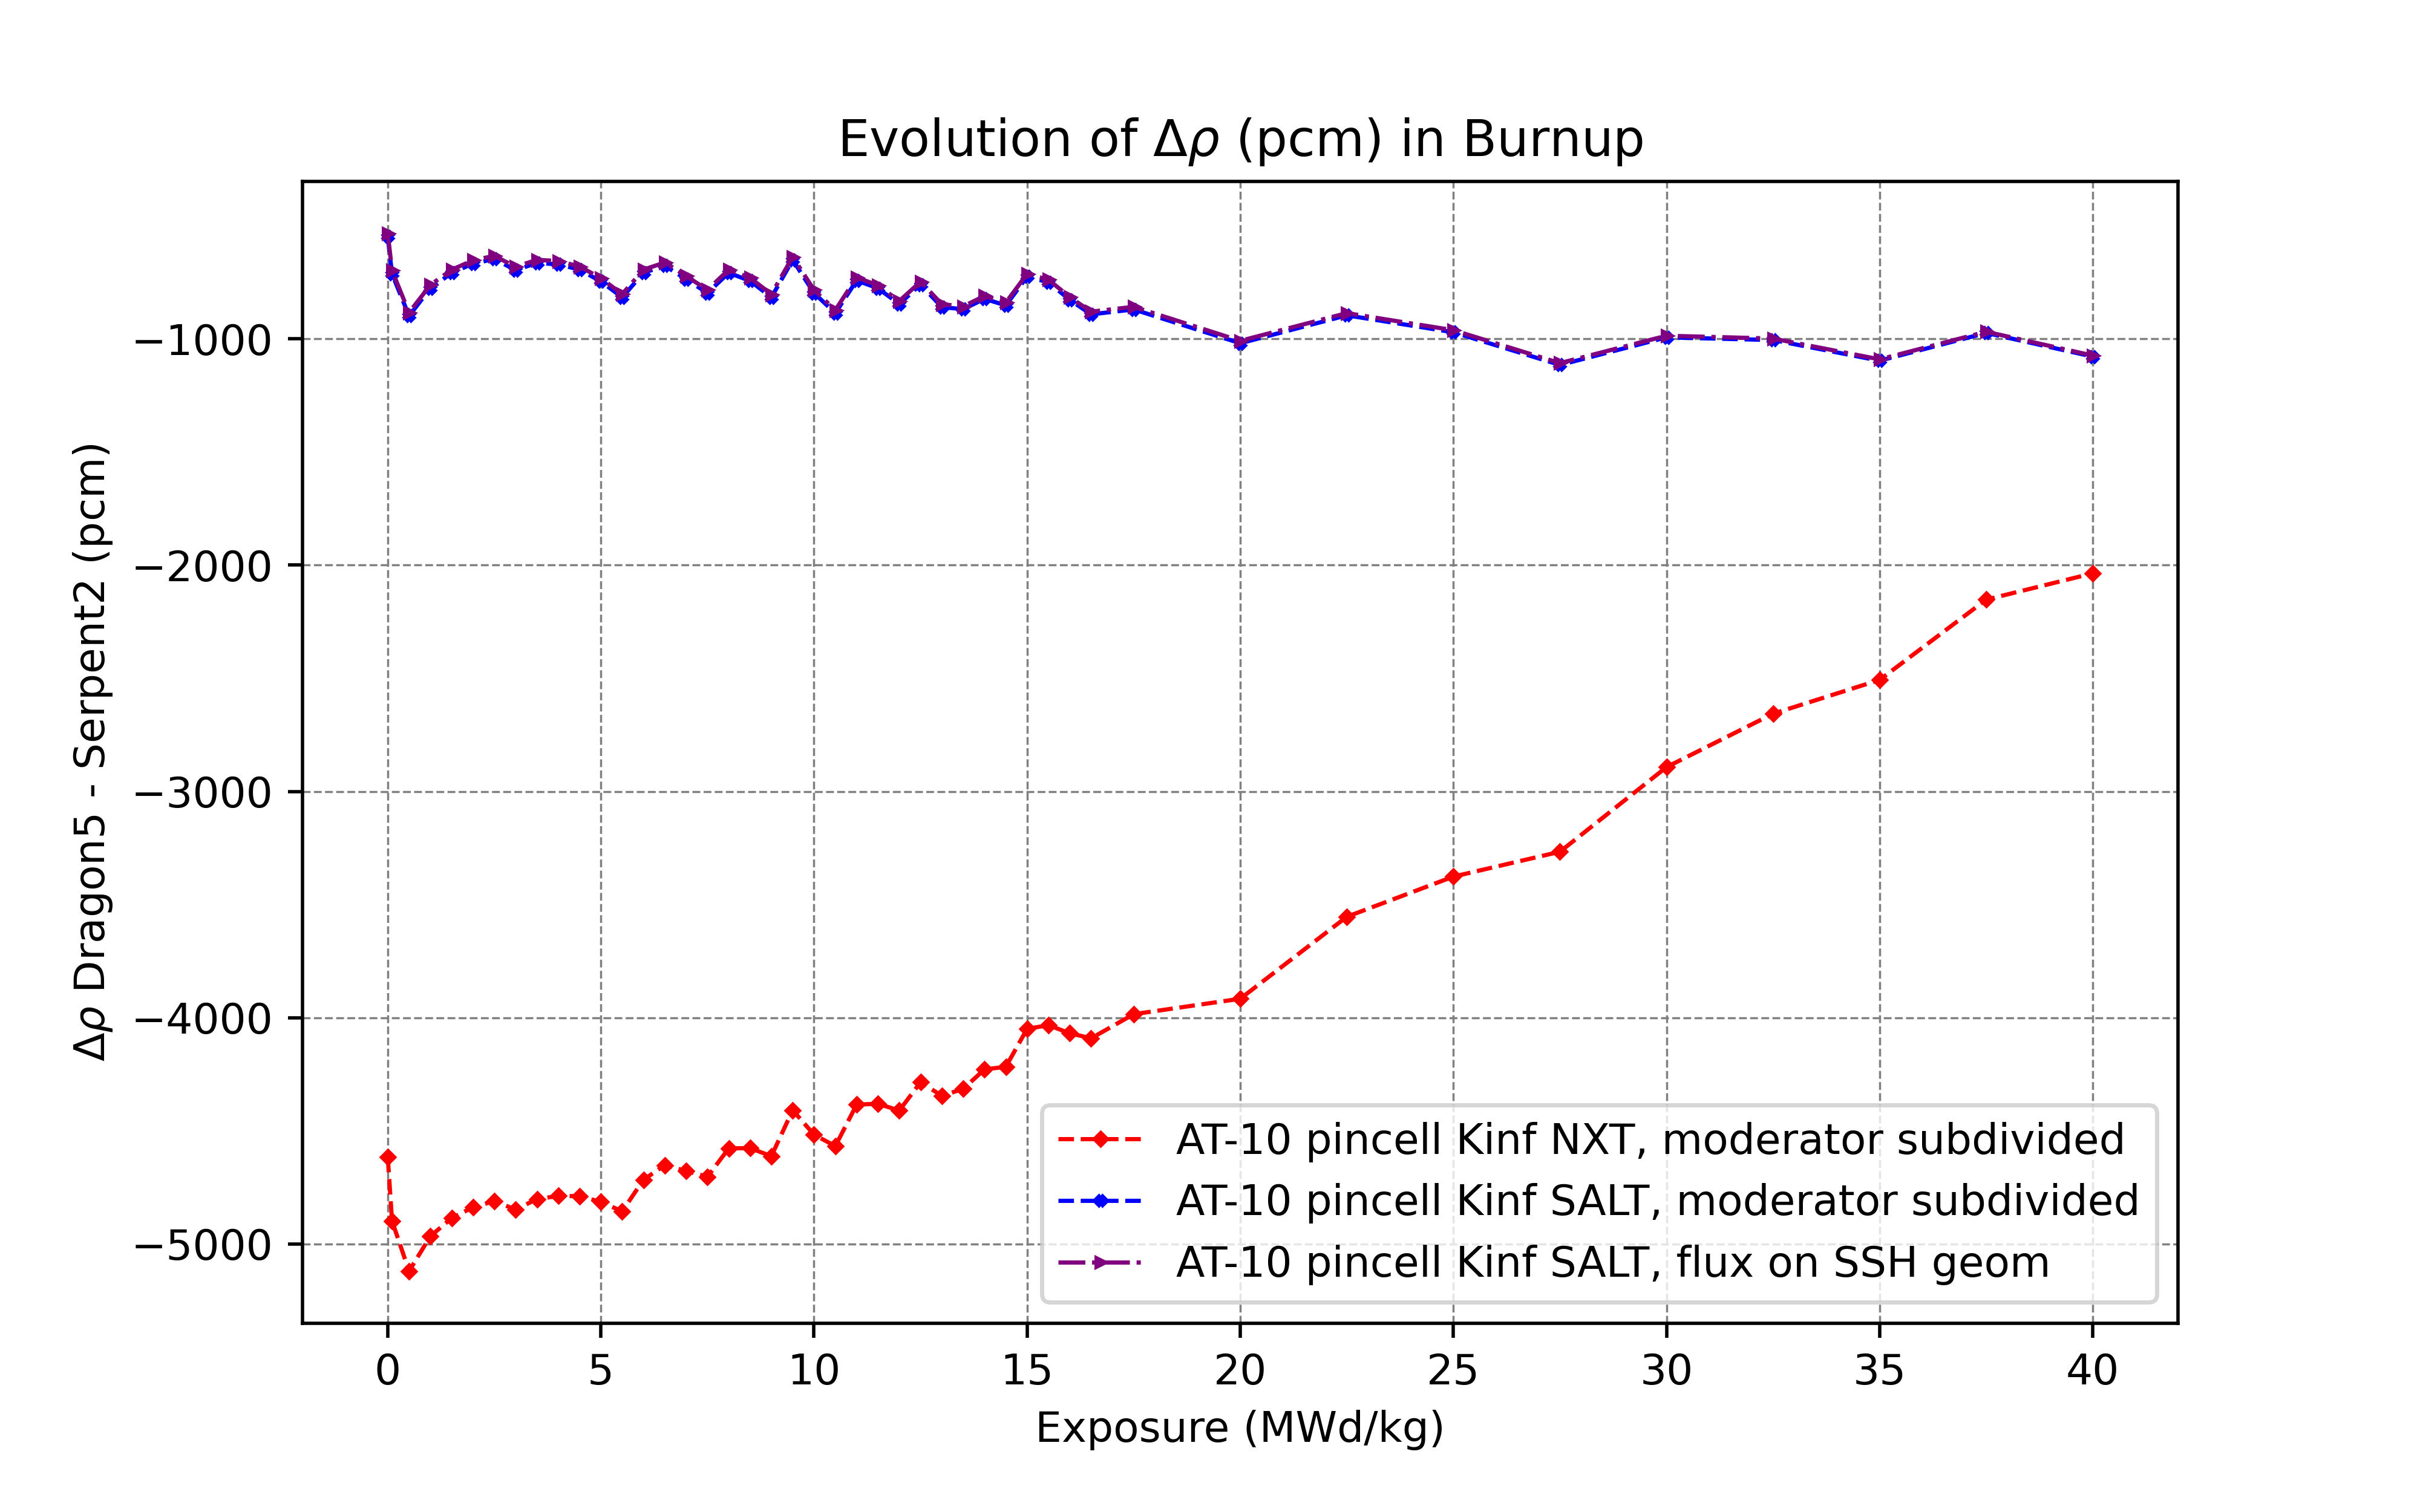 Evolution of Δρ (pcm) in Burnup
Δρ Dragon5 - Serpent2 (pcm)
−1000
−2000
−3000
−4000
−5000
AT-10 pincell Kinf NXT, moderator subdivided
AT-10 pincell Kinf SALT, moderator subdivided
AT-10 pincell Kinf SALT, flux on SSH geom
0 5 10 15 20 25 30 35 40
Exposure (MWd/kg)